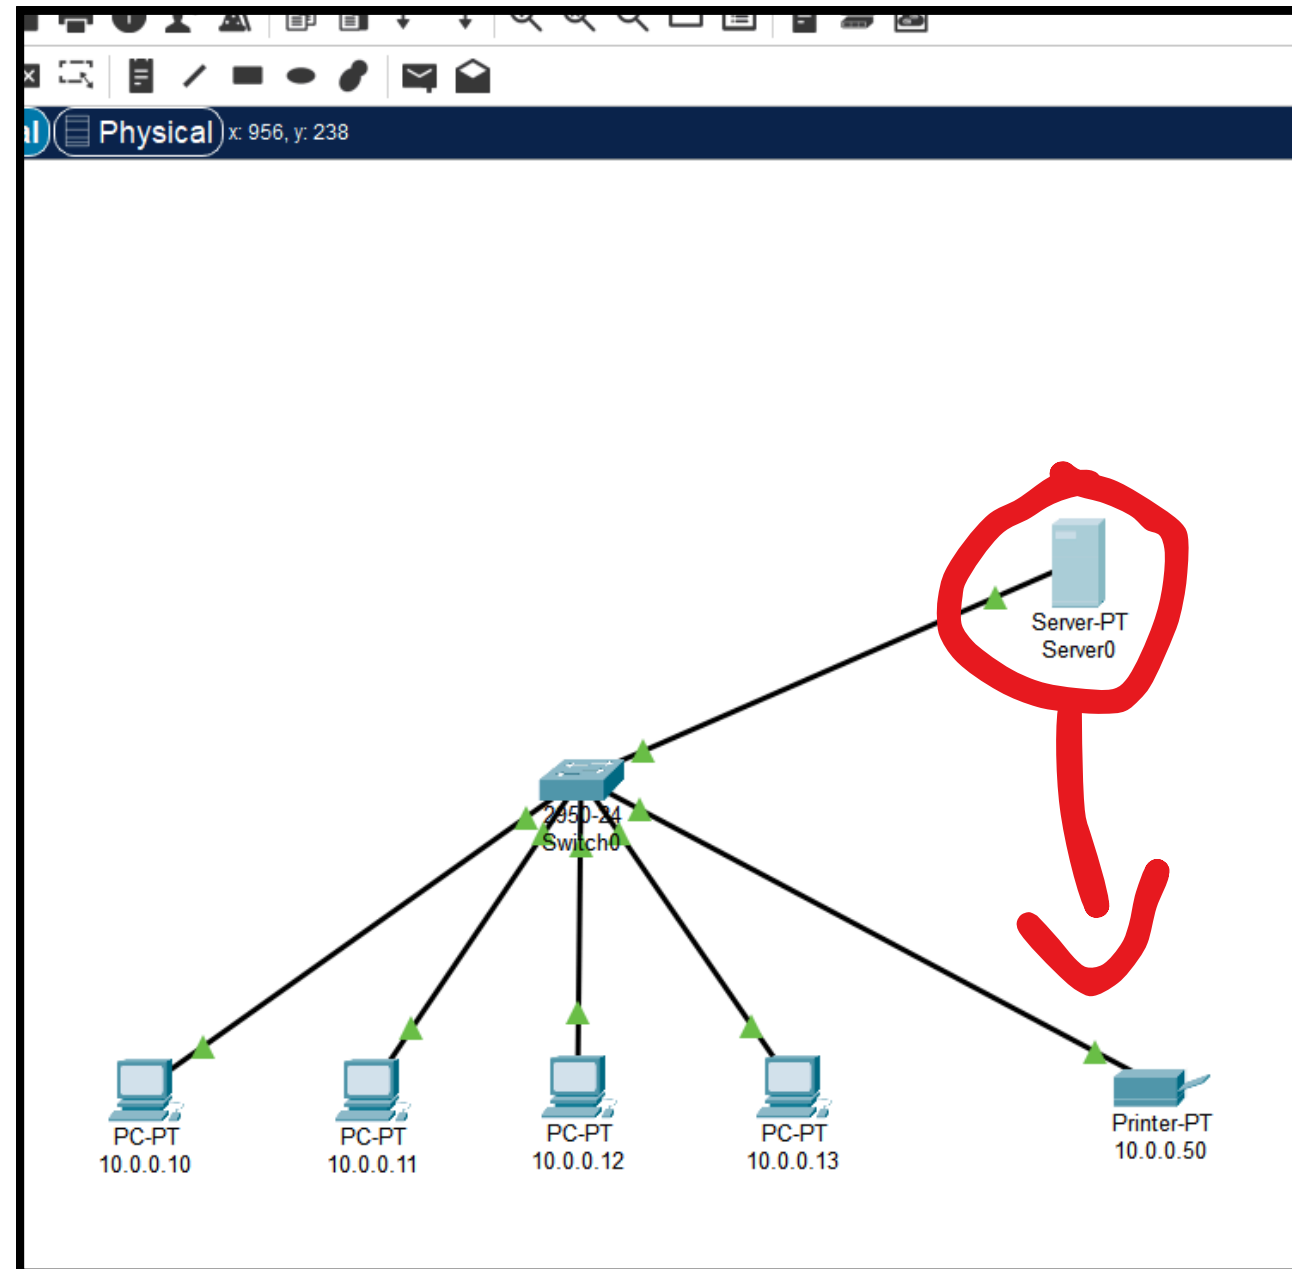 Physical x: 956, y: 238
Server-PT
Server0
2950-24
Switch0
PC-PT
10.0.0.10
PC-PT
10.0.0.11
PC-PT
10.0.0.12
PC-PT
10.0.0.13
Printer-PT
10.0.0.50